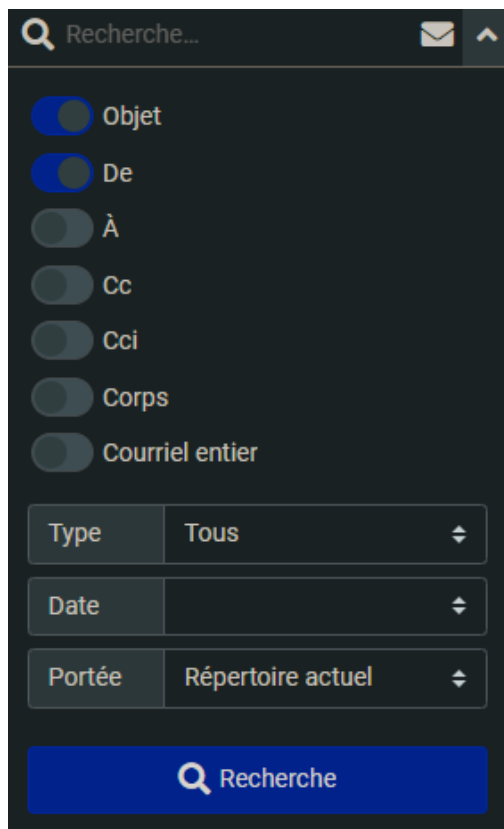 Recherche...
Objet
De
À
Cc
Cci
Corps
Courriel entier
Type Tous
Date
Portée Répertoire actuel
Recherche